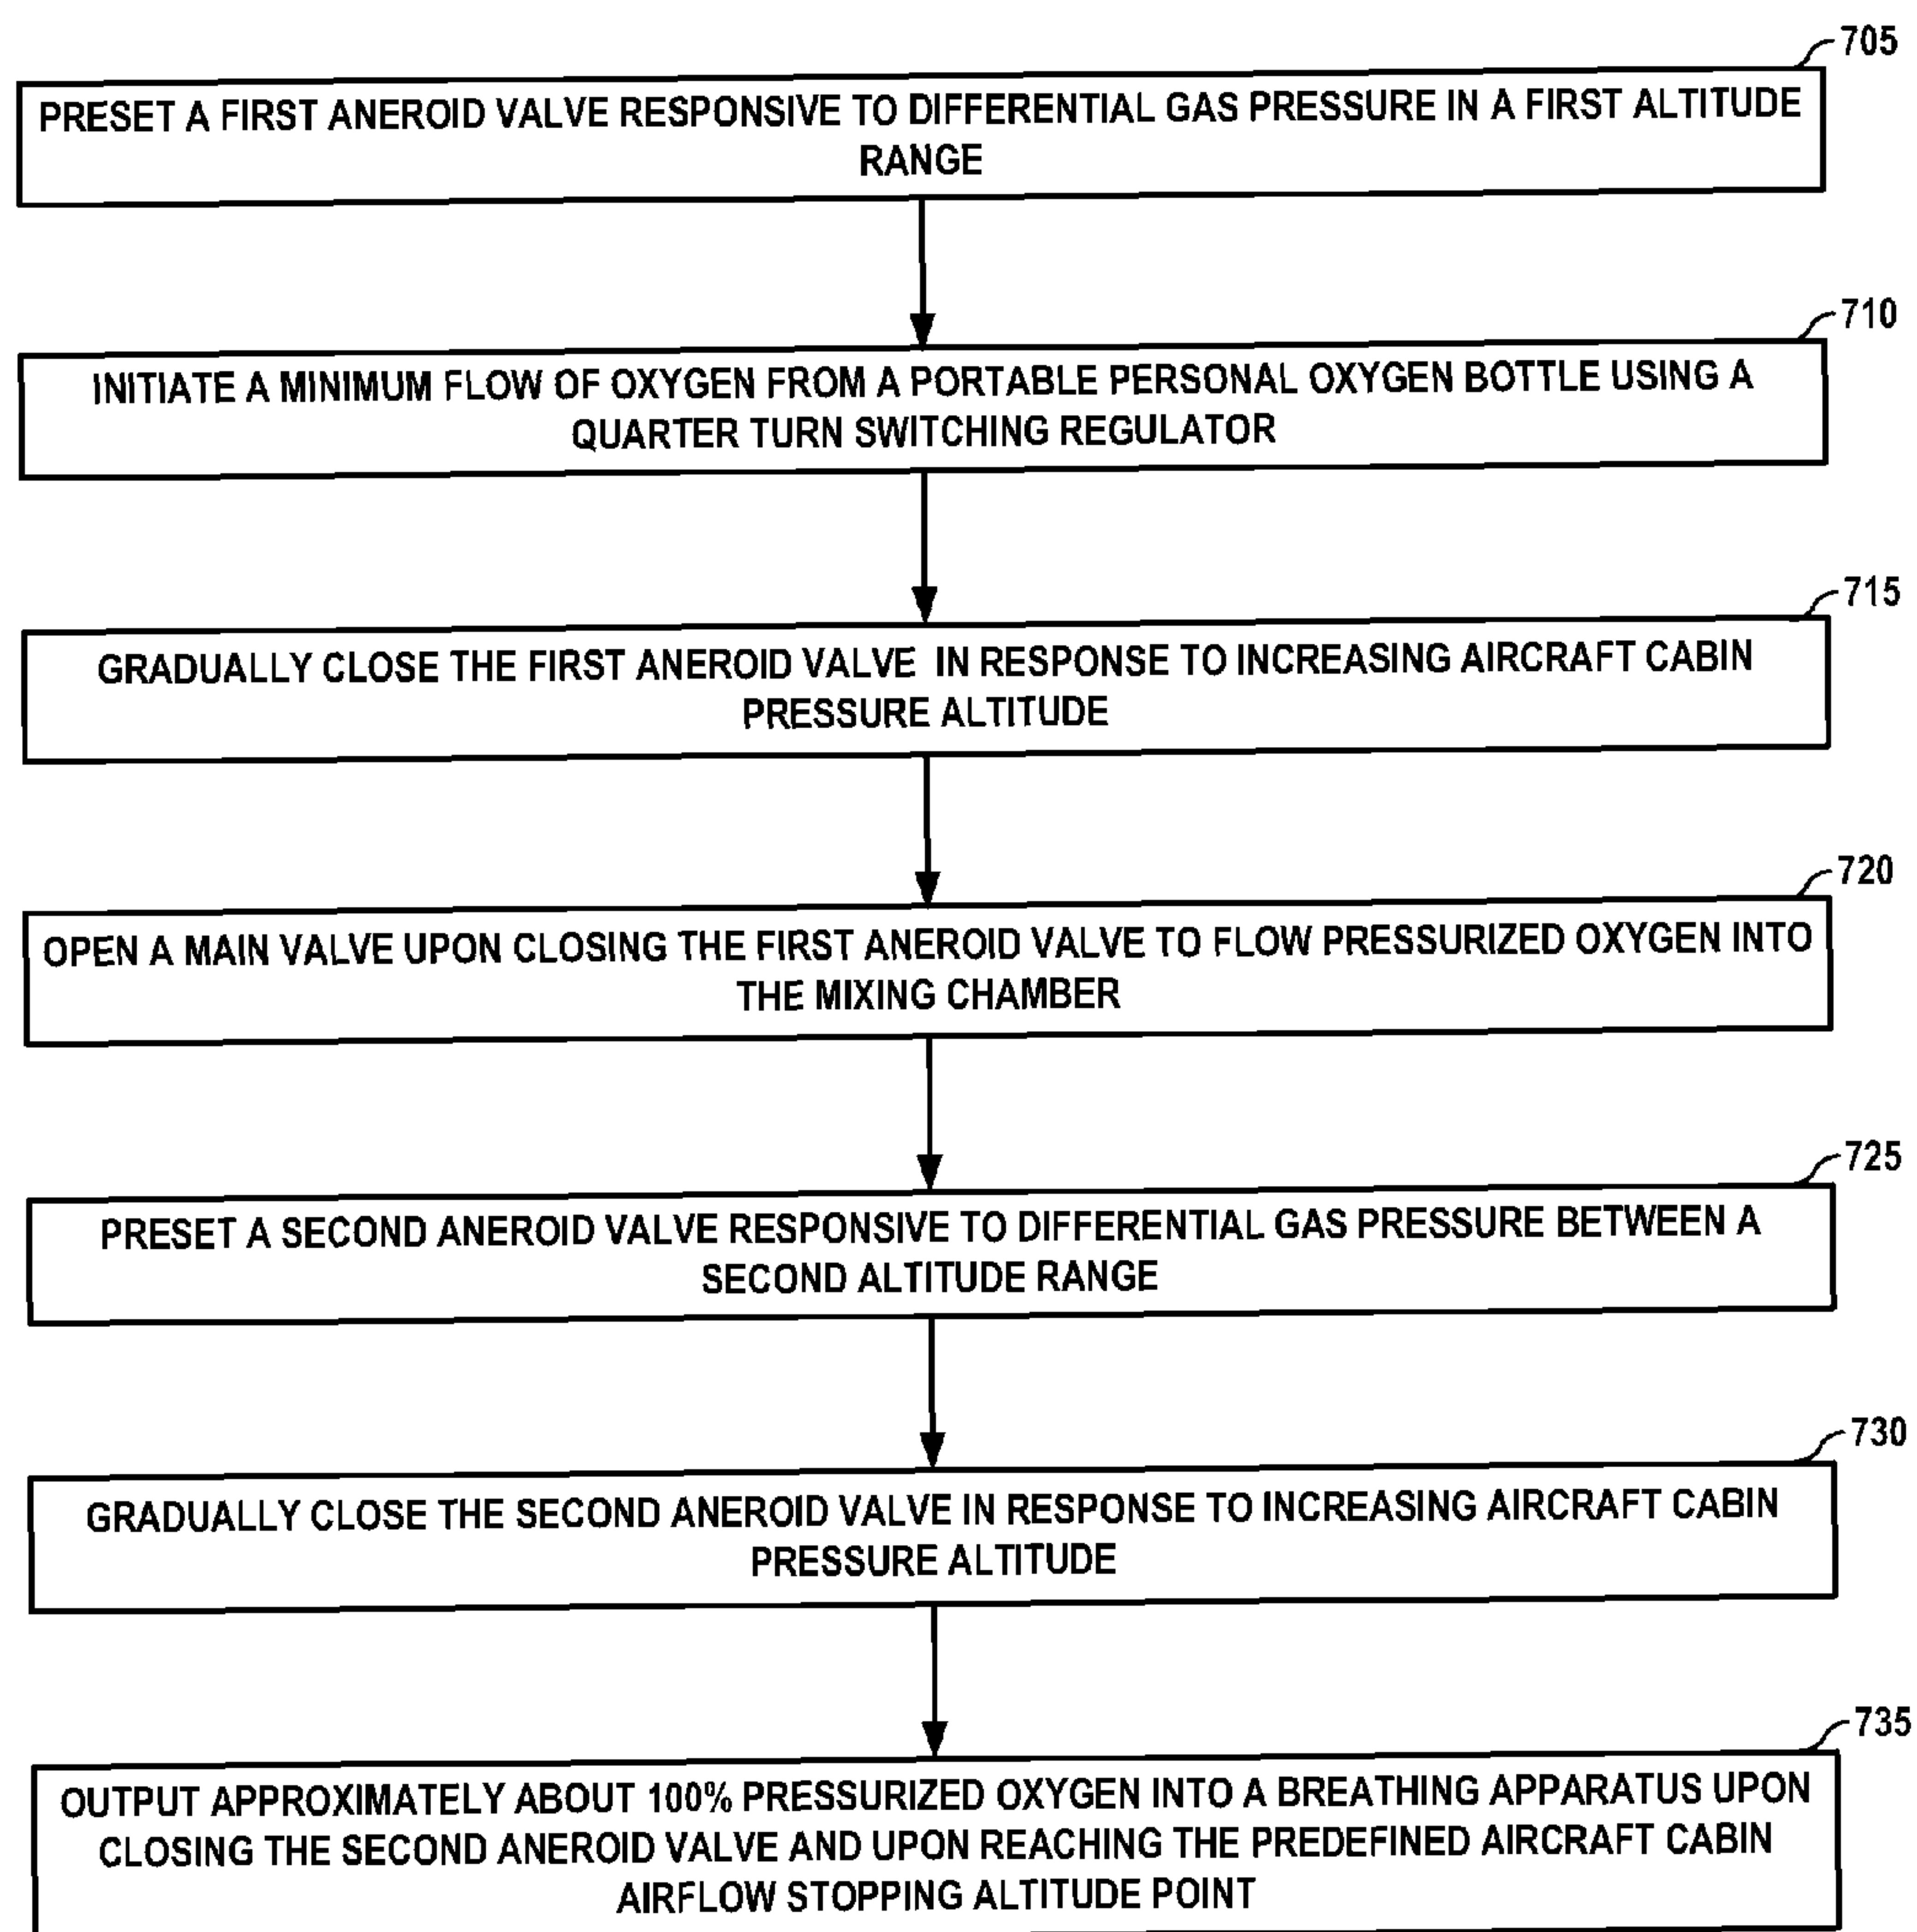 705
PRESET A FIRST ANEROID VALVE RESPONSIVE TO DIFFERENTIAL GAS PRESSURE IN A FIRST ALTITUDE
RANGE
710
INITIATE A MINIMUM FLOW OF OXYGEN FROM A PORTABLE PERSONAL OXYGEN BOTTLE USING A
QUARTER TURN SWITCHING REGULATOR
715
GRADUALLY CLOSE THE FIRST ANEROID VALVE IN RESPONSE TO INCREASING AIRCRAFT CABIN
PRESSURE ALTITUDE
720
OPEN A MAIN VALVE UPON CLOSING THE FIRST ANEROID VALVE TO FLOW PRESSURIZED OXYGEN INTO
THE MIXING CHAMBER
725
PRESET A SECOND ANEROID VALVE RESPONSIVE TO DIFFERENTIAL GAS PRESSURE BETWEEN A
SECOND ALTITUDE RANGE
730
GRADUALLY CLOSE THE SECOND ANEROID VALVE IN RESPONSE TO INCREASING AIRCRAFT CABIN
PRESSURE ALTITUDE
735
OUTPUT APPROXIMATELY ABOUT 100% PRESSURIZED OXYGEN INTO A BREATHING APPARATUS UPON
CLOSING THE SECOND ANEROID VALVE AND UPON REACHING THE PREDEFINED AIRCRAFT CABIN
AIRFLOW STOPPING ALTITUDE POINT